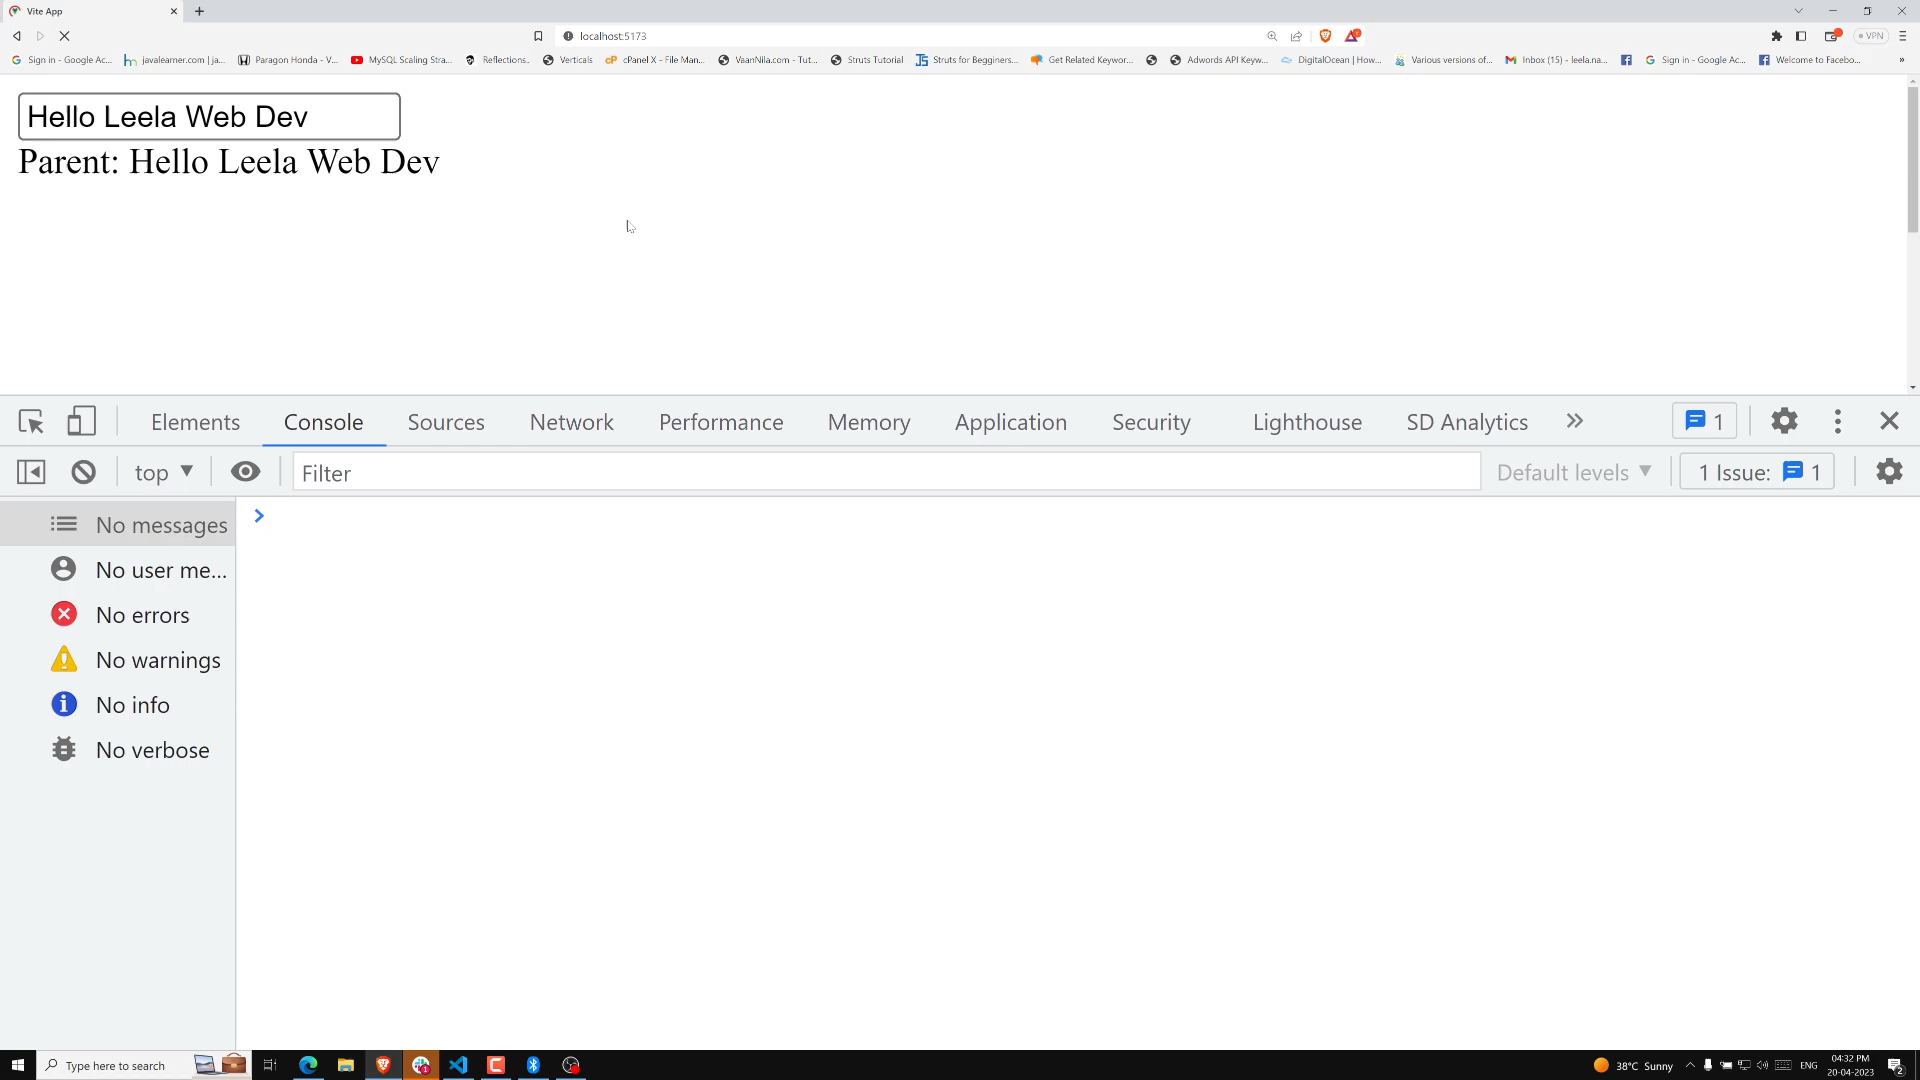 Vite App
localhost:5173
VPN
Sign in - Google Ac...
javalearner.com | ja...
Paragon Honda - V...
MySQL Scaling Stra...
Reflections..
Verticals
cPanel X - File Man...
VaanNila.com - Tut...
Struts Tutorial
Struts for Begginers...
Get Related Keywor...
Adwords API Keyw...
DigitalOcean | How...
Various versions of...
Inbox (15) - leela.na...
Sign in - Google Ac...
Welcome to Facebo...
»
Hello Leela Web Dev
Parent: Hello Leela Web Dev
Elements
Console
Sources
Network
Performance
Memory
Application
Security
Lighthouse
SD Analytics
1
top
Filter
Default levels
1 Issue:
1
No messages
No user me...
No errors
No warnings
No info
No verbose
Type here to search
38°C Sunny
ENG
04:32 PM
20-04-2023
2